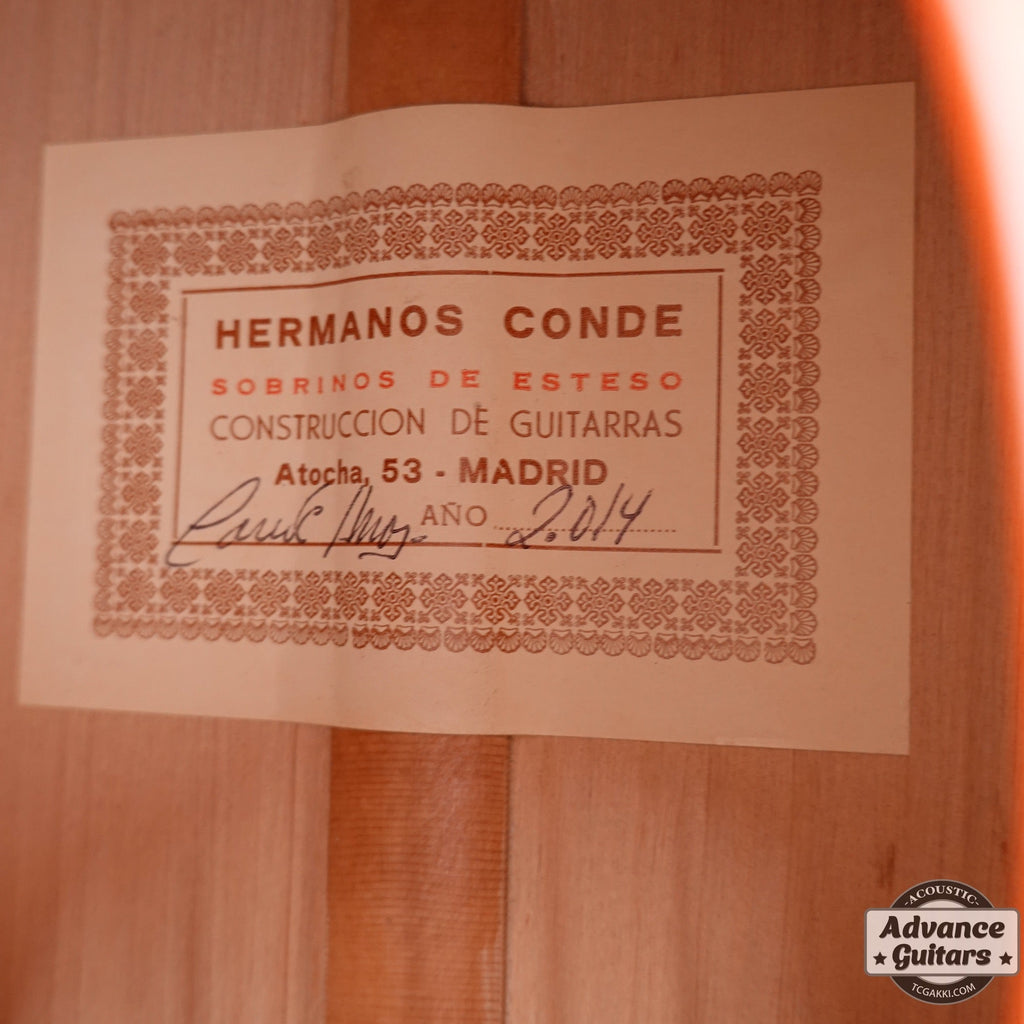 HERMANOS CONDE
SOBRINOS DE ESTESO
CONSTRUCCION DE GUITARRAS
Atocha, 53 - MADRID
AÑO 2.014
ACOUSTIC
Advance
Guitars
TCGAKKI.COM